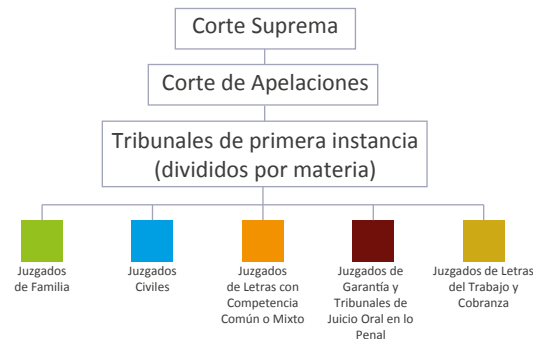 Corte Suprema
Corte de Apelaciones
Tribunales de primera instancia
(divididos por materia)
Juzgados
de Familia
Juzgados
Civiles
Juzgados
de Letras con
Competencia
Común o Mixto
Juzgados de
Garantía y
Tribunales de
Juicio Oral en lo
Penal
Juzgados de Letras
del Trabajo y
Cobranza